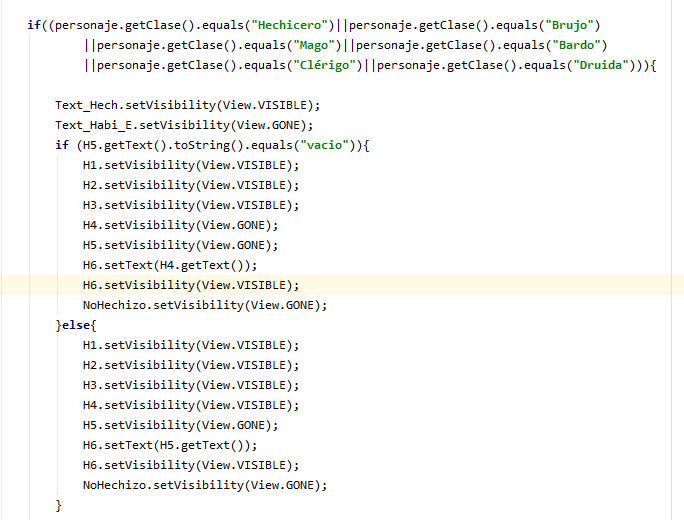 if((personaje.getClase().equals("Hechicero")||personaje.getClase().equals("Brujo")
||personaje.getClase().equals("Mago")||personaje.getClase().equals("Bardo")
||personaje.getClase().equals("Clérigo")||personaje.getClase().equals("Druida"))){
Text_Hech.setVisibility(View.VISIBLE);
Text_Habi_E.setVisibility(View.GONE);
if (H5.getText().toString().equals("vacio")){
H1.setVisibility(View.VISIBLE);
H2.setVisibility(View.VISIBLE);
H3.setVisibility(View.VISIBLE);
H4.setVisibility(View.GONE);
H5.setVisibility(View.GONE);
H6.setText(H4.getText());
H6.setVisibility(View.VISIBLE);
NoHechizo.setVisibility(View.GONE);
}else{
H1.setVisibility(View.VISIBLE);
H2.setVisibility(View.VISIBLE);
H3.setVisibility(View.VISIBLE);
H4.setVisibility(View.VISIBLE);
H5.setVisibility(View.GONE);
H6.setText(H5.getText());
H6.setVisibility(View.VISIBLE);
NoHechizo.setVisibility(View.GONE);
}